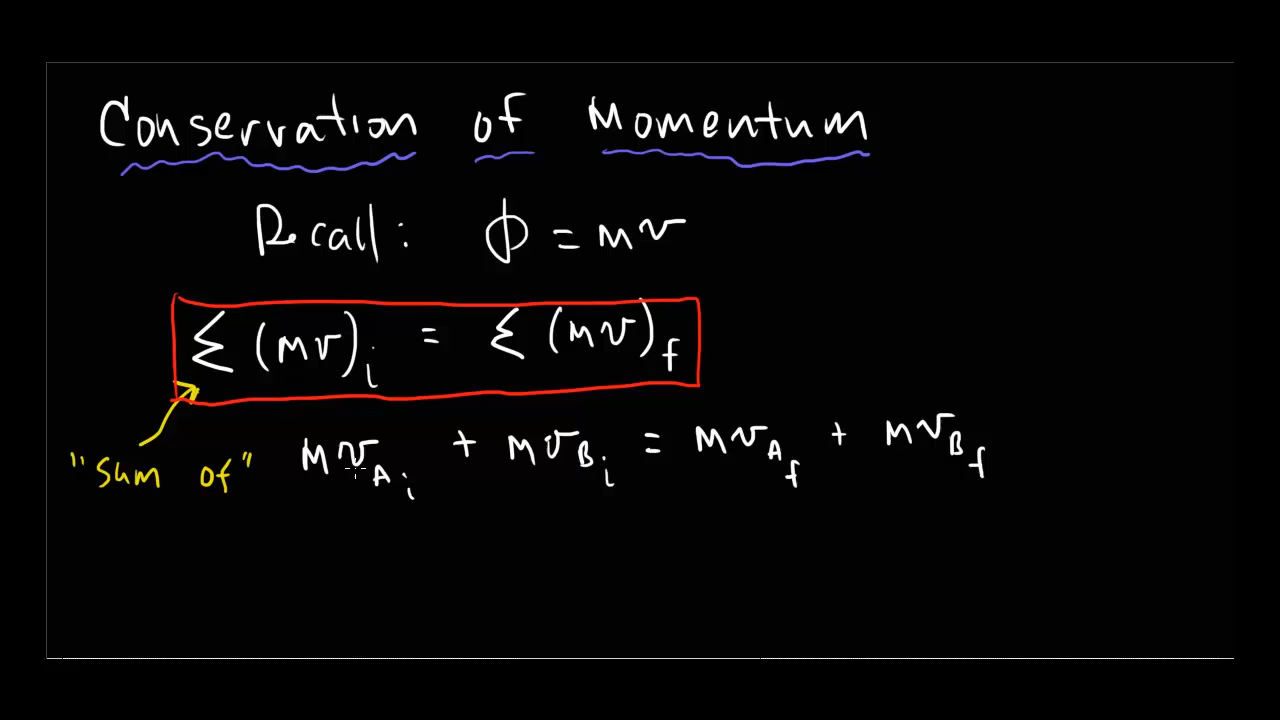 Conservation of Momentum
Recall: ϕ = mv
Σ (mv)i = Σ (mv)f
"Sum of" mvAi + mvBi = mvAf + mvBf